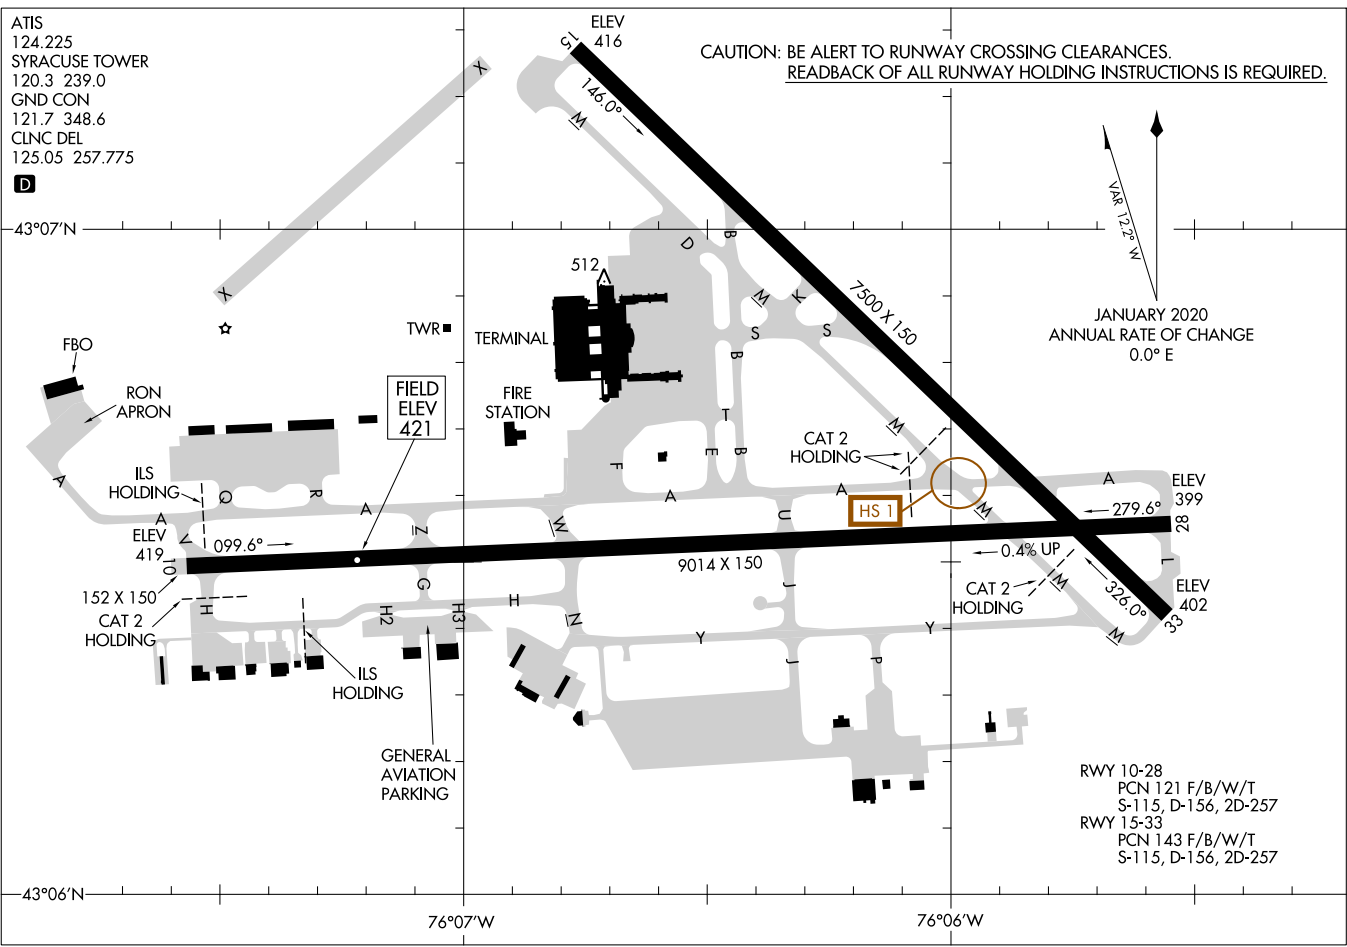 ATIS
124.225
SYRACUSE TOWER
120.3 239.0
GND CON
121.7 348.6
CLNC DEL
125.05 257.775
D
CAUTION: BE ALERT TO RUNWAY CROSSING CLEARANCES.
READBACK OF ALL RUNWAY HOLDING INSTRUCTIONS IS REQUIRED.
ELEV
416
15
146.0°
X
M
VAR 12.2° W
43°07'N
B
D
JANUARY 2020
ANNUAL RATE OF CHANGE
0.0° E
512
X
M
K
7500 X 150
TWR
TERMINAL
S
S
B
FBO
RON
APRON
FIELD
ELEV
421
FIRE
STATION
T
B
E
F
M
CAT 2
HOLDING
A
ILS
HOLDING
Q
R
A
A
A
A
A
ELEV
399
HS 1
M
279.6°
28
ELEV
419
V
Z
W
U
10
099.6°
9014 X 150
0.4% UP
L
152 X 150
CAT 2
HOLDING
H
G
H2
H3
H
N
J
CAT 2
HOLDING
M
326.0°
ELEV
402
33
Y
Y
M
J
P
ILS
HOLDING
GENERAL
AVIATION
PARKING
RWY 10-28
PCN 121 F/B/W/T
S-115, D-156, 2D-257
RWY 15-33
PCN 143 F/B/W/T
S-115, D-156, 2D-257
43°06'N
76°07'W
76°06'W